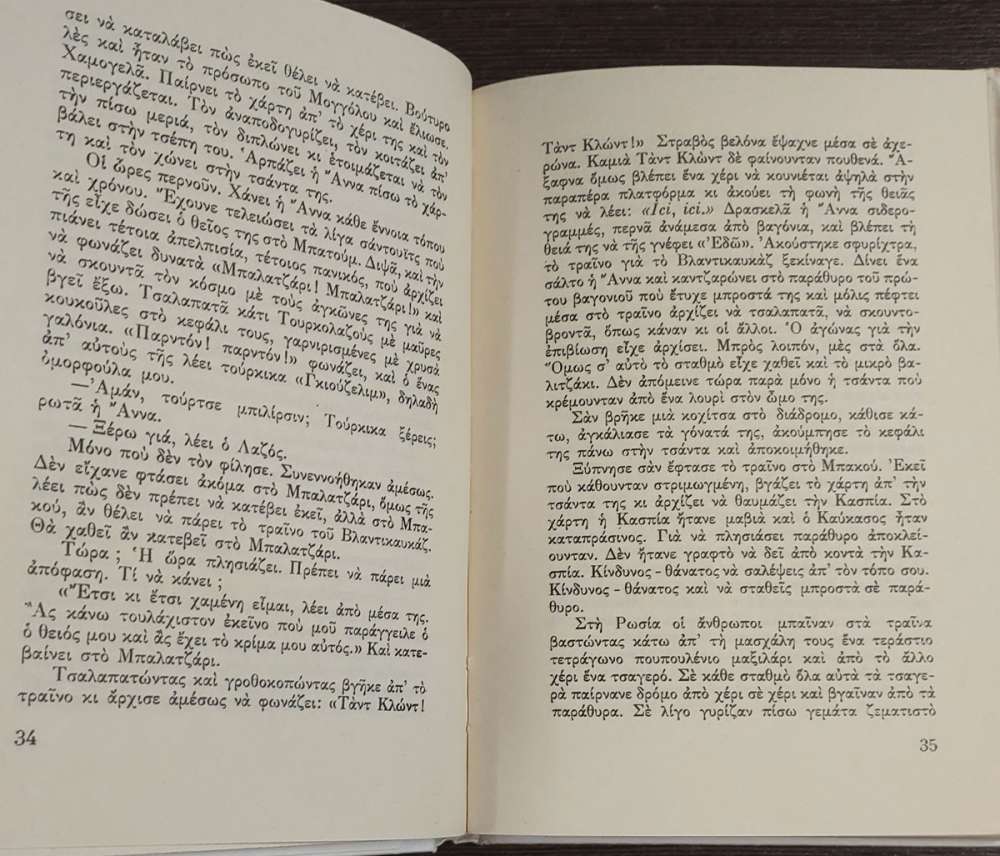 σει νὰ καταλάβει πὼς ἐκεῖ θέλει νὰ κατέβει. Βούτυρο
λὲς καὶ ἦταν τὸ πρόσωπο τοῦ Μογγόλου καὶ ἔλιωσε.
Χαμογελᾶ. Παίρνει τὸ χάρτη ἀπ' τὸ χέρι της καὶ τὸν
περιεργάζεται. Τὸν ἀναποδογυρίζει, τὸν κοιτάζει ἀπ'
τὴν πίσω μεριά, τὸν διπλώνει κι ἑτοιμάζεται νὰ τὸν
βάλει στὴν τσέπη του. Ἁρπάζει ἡ Ἄννα πίσω τὸ χάρ-
τη καὶ τὸν χώνει στὴν τσάντα της.
Οἱ ὧρες περνοῦν. Χάνει ἡ Ἄννα κάθε ἔννοια τόπου
καὶ χρόνου. Ἔχουνε τελειώσει τὰ λίγα σάντουϊτς ποὺ
τῆς εἶχε δώσει ὁ θεῖος της στὸ Μπατούμ. Διψᾶ, καὶ τὴν
πιάνει τέτοια ἀπελπισία, τέτοιος πανικός, ποὺ ἀρχίζει
νὰ φωνάζει δυνατὰ «Μπαλατζάρι! Μπαλατζάρι!» καὶ
νὰ σκουντᾶ τὸν κόσμο μὲ τοὺς ἀγκῶνες της γιὰ νὰ
βγεῖ ἔξω. Τσαλαπατᾶ κάτι Τουρκολαζοὺς μὲ μαῦρες
κουκοῦλες στὸ κεφάλι τους, γαρνιρισμένες μὲ χρυσὰ
γαλόνια. «Παρντόν! παρντόν!» φωνάζει, καὶ ὁ ἕνας
ἀπ' αὐτοὺς τῆς λέει τούρκικα «Γκιούζελιμ», δηλαδὴ
ὀμορφούλα μου.
—Ἀμάν, τούρτσε μπιλίρσιν; Τούρκικα ξέρεις;
ρωτᾶ ἡ Ἄννα.
—Ξέρω γιά, λέει ὁ Λαζός.
Μόνο ποὺ δὲν τὸν φίλησε. Συνεννοήθηκαν ἀμέσως.
Δὲν εἴχανε φτάσει ἀκόμα στὸ Μπαλατζάρι, ὅμως τῆς
λέει πὼς δὲν πρέπει νὰ κατέβει ἐκεῖ, ἀλλὰ στὸ Μπα-
κού, ἂν θέλει νὰ πάρει τὸ τραῖνο τοῦ Βλαντικαυκάζ.
Θὰ χαθεῖ ἂν κατεβεῖ στὸ Μπαλατζάρι.
Τώρα; Ἡ ὥρα πλησιάζει. Πρέπει νὰ πάρει μιὰ
ἀπόφαση. Τί νὰ κάνει;
«Ἔτσι κι ἔτσι χαμένη εἶμαι, λέει ἀπὸ μέσα της.
Ἂς κάνω τουλάχιστον ἐκεῖνο ποὺ μοῦ παράγγειλε ὁ
ὁ θειός μου καὶ ἂς ἔχει τὸ κρίμα μου αὐτός.» Καὶ κατε-
βαίνει στὸ Μπαλατζάρι.
Τσαλαπατώντας καὶ γροθοκοπώντας βγῆκε ἀπ' τὸ
τραῖνο κι ἄρχισε ἀμέσως νὰ φωνάζει: «Τὰντ Κλώντ!
34
Τὰντ Κλώντ!» Στραβὸς βελόνα ἔψαχνε μέσα σὲ ἀχε-
ρώνα. Καμιὰ Τὰντ Κλὼντ δὲ φαίνουνταν πουθενά. Ἄ-
ξαφνα ὅμως βλέπει ἕνα χέρι νὰ κουνιέται ἀψηλὰ στὴν
παραπέρα πλατφόρμα κι ἀκούει τὴ φωνὴ τῆς θειᾶς
της νὰ λέει: «Ici, ici.» Δρασκελᾶ ἡ Ἄννα σιδερο-
γραμμές, περνᾶ ἀνάμεσα ἀπὸ βαγόνια, καὶ βλέπει τὴ
θειά της νὰ τῆς γνέφει «Ἐδῶ». Ἀκούστηκε σφυρίχτρα,
τὸ τραῖνο γιὰ τὸ Βλαντικαυκὰζ ξεκίναγε. Δίνει ἕνα
σάλτο ἡ Ἄννα καὶ καντζαρώνει στὸ παράθυρο τοῦ πρώ-
του βαγονιοῦ ποὺ ἔτυχε μπροστά της καὶ μόλις πέφτει
μέσα στὸ τραῖνο ἀρχίζει νὰ τσαλαπατᾶ, νὰ σκουντο-
βροντᾶ, ὅπως κάναν κι οἱ ἄλλοι. Ὁ ἀγώνας γιὰ τὴν
ἐπιβίωση εἶχε ἀρχίσει. Μπρὸς λοιπόν, μὲς στὰ ὅλα.
Ὅμως σ' αὐτὸ τὸ σταθμὸ εἶχε χαθεῖ καὶ τὸ μικρὸ βα-
λιτζάκι. Δὲν ἀπόμεινε τώρα παρὰ μόνο ἡ τσάντα ποὺ
κρέμουνταν ἀπὸ ἕνα λουρὶ στὸν ὦμο της.
Σὰν βρῆκε μιὰ κοχίτσα στὸ διάδρομο, κάθισε κά-
τω, ἀγκάλιασε τὰ γόνατά της, ἀκούμπησε τὸ κεφάλι
της πάνω στὴν τσάντα καὶ ἀποκοιμήθηκε.
Ξύπνησε σὰν ἔφτασε τὸ τραῖνο στὸ Μπακού. Ἐκεῖ
ποὺ κάθουνταν στριμωγμένη, βγάζει τὸ χάρτη ἀπ' τὴν
τσάντα της κι ἀρχίζει νὰ θαυμάζει τὴν Κασπία. Στὸ
χάρτη ἡ Κασπία ἤτανε μαβιὰ καὶ ὁ Καύκασος ἦταν
καταπράσινος. Γιὰ νὰ πλησιάσει παράθυρο ἀποκλεί-
ουνταν. Δὲν ἤτανε γραφτὸ νὰ δεῖ ἀπὸ κοντὰ τὴν Κα-
σπία. Κίνδυνος-θάνατος νὰ σαλέψεις ἀπ' τὸν τόπο σου.
Κίνδυνος-θάνατος καὶ νὰ σταθεῖς μπροστὰ σὲ παρά-
θυρο.
Στὴ Ρωσία οἱ ἄνθρωποι μπαῖναν στὰ τραῖνα
βαστώντας κάτω ἀπ' τὴ μασχάλη τους ἕνα τεράστιο
τετράγωνο πουπουλένιο μαξιλάρι καὶ ἀπὸ τὸ ἄλλο
χέρι ἕνα τσαγερό. Σὲ κάθε σταθμὸ ὅλα αὐτὰ τὰ τσαγε-
ρὰ παίρνανε δρόμο ἀπὸ χέρι σὲ χέρι καὶ βγαῖναν ἀπὸ τὰ
παράθυρα. Σὲ λίγο γυρίζαν πίσω γεμάτα ζεματιστὸ
35